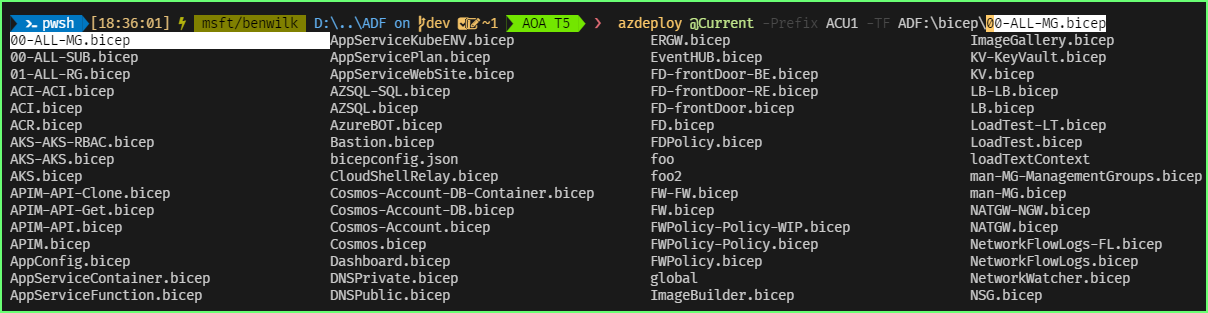 pwsh [18:36:01] msft/benwilk D:\..\ADF on dev ~1 AOA T5 ❯ azdeploy @Current -Prefix ACU1 -TF ADF:\bicep\00-ALL-MG.bicep
00-ALL-MG.bicep AppServiceKubeENV.bicep ERGW.bicep ImageGallery.bicep
00-ALL-SUB.bicep AppServicePlan.bicep EventHUB.bicep KV-KeyVault.bicep
01-ALL-RG.bicep AppServiceWebSite.bicep FD-frontDoor-BE.bicep KV.bicep
ACI-ACI.bicep AZSQL-SQL.bicep FD-frontDoor-RE.bicep LB-LB.bicep
ACI.bicep AZSQL.bicep FD-frontDoor.bicep LB.bicep
ACR.bicep AzureBOT.bicep FD.bicep LoadTest-LT.bicep
AKS-AKS-RBAC.bicep Bastion.bicep FDPolicy.bicep LoadTest.bicep
AKS-AKS.bicep bicepconfig.json foo loadTextContext
AKS.bicep CloudShellRelay.bicep foo2 man-MG-ManagementGroups.bicep
APIM-API-Clone.bicep Cosmos-Account-DB-Container.bicep FW-FW.bicep man-MG.bicep
APIM-API-Get.bicep Cosmos-Account-DB.bicep FW.bicep NATGW-NGW.bicep
APIM-API.bicep Cosmos-Account.bicep FWPolicy-Policy-WIP.bicep NATGW.bicep
APIM.bicep Cosmos.bicep FWPolicy-Policy.bicep NetworkFlowLogs-FL.bicep
AppConfig.bicep Dashboard.bicep FWPolicy.bicep NetworkFlowLogs.bicep
AppServiceContainer.bicep DNSPrivate.bicep global NetworkWatcher.bicep
AppServiceFunction.bicep DNSPublic.bicep ImageBuilder.bicep NSG.bicep